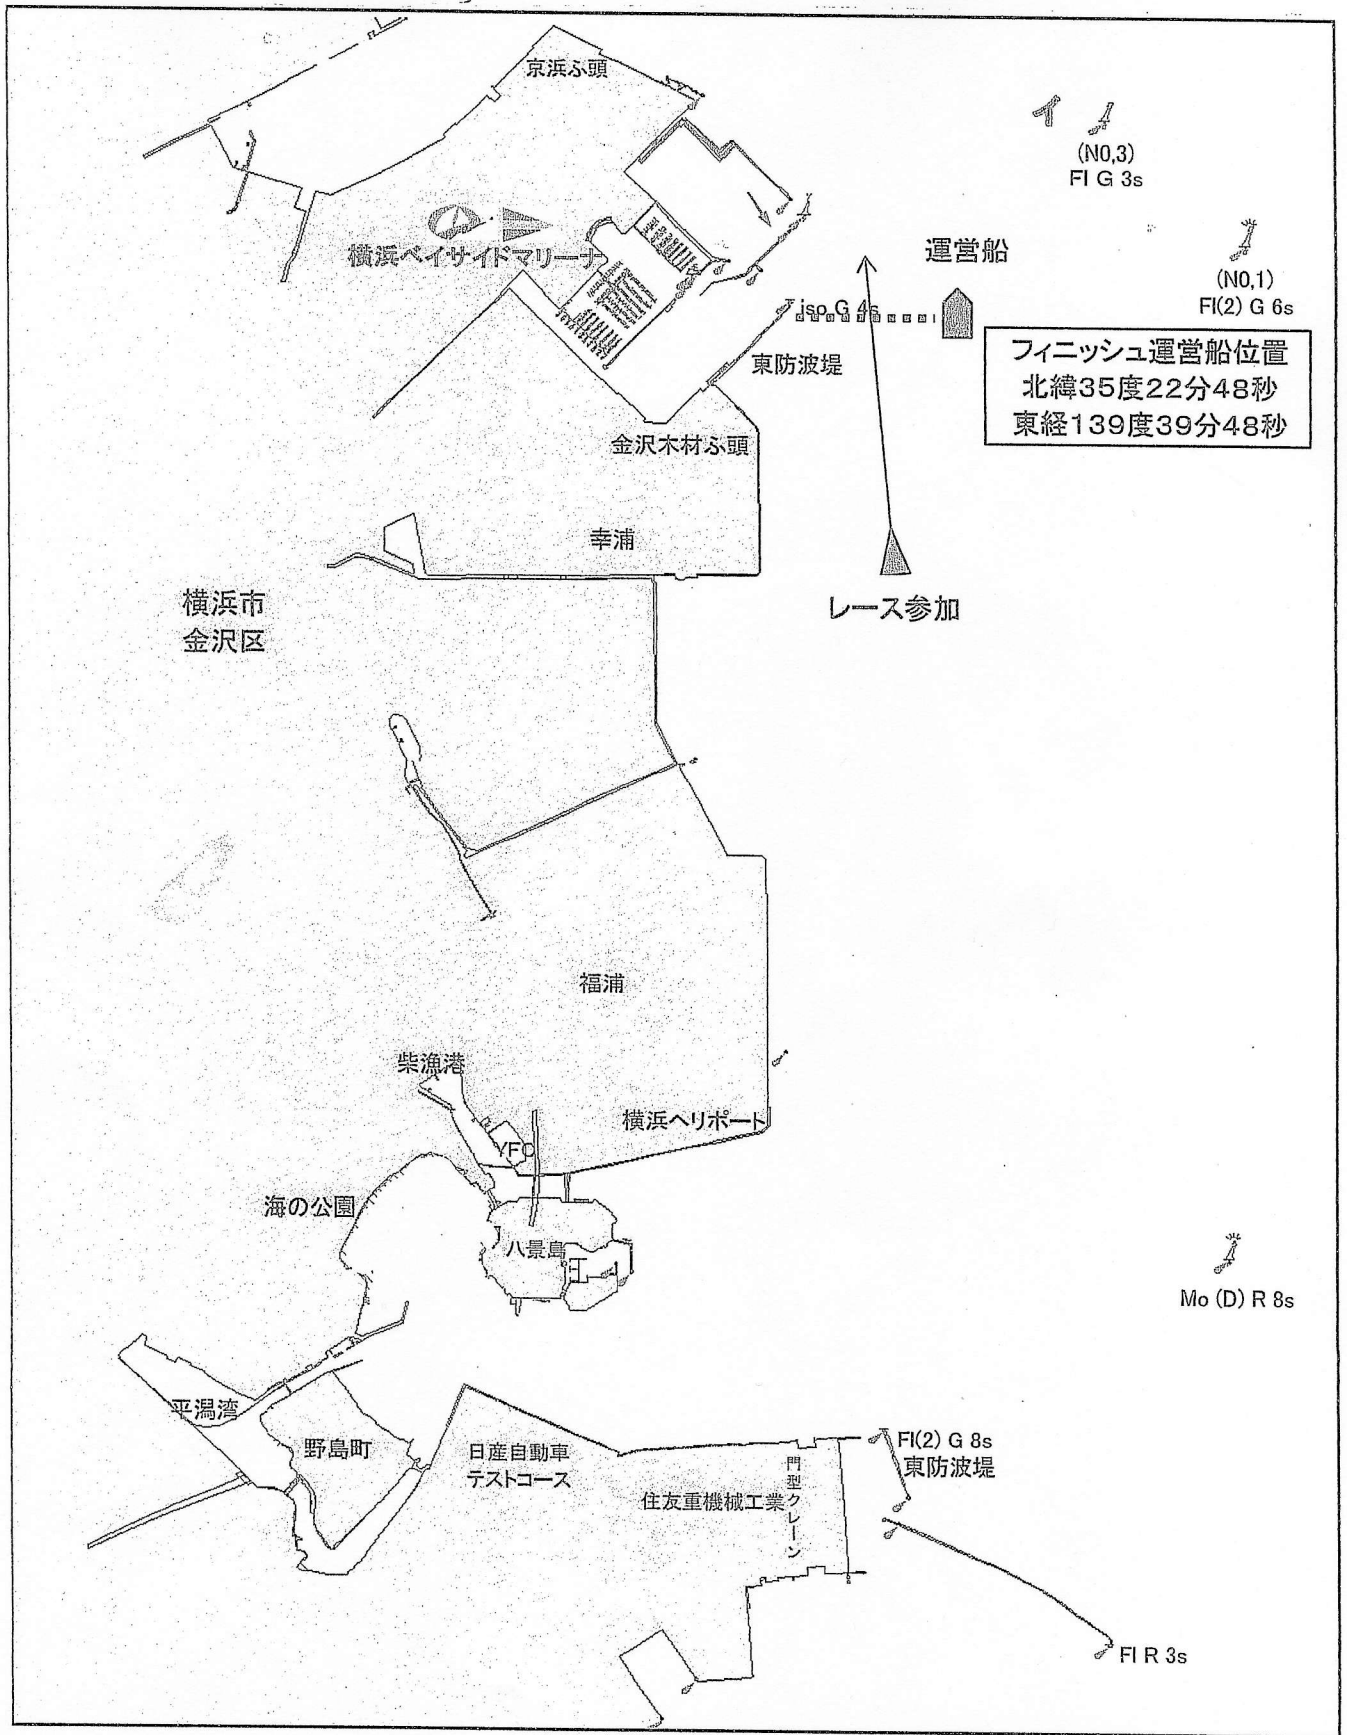 京浜ふ頭
イ
(N0,3)
Fl G 3s
横浜ベイサイドマリーナ
運営船
(N0,1)
Fl(2) G 6s
iso G 4s
東防波堤
フィニッシュ運営船位置
北緯35度22分48秒
東経139度39分48秒
金沢木材ふ頭
幸浦
横浜市
金沢区
レース参加
福浦
柴漁港
横浜ヘリポート
YFC
海の公園
八景島
Mo (D) R 8s
平潟湾
野島町
日産自動車
テストコース
住友重機械工業
門型クレーン
Fl(2) G 8s
東防波堤
Fl R 3s